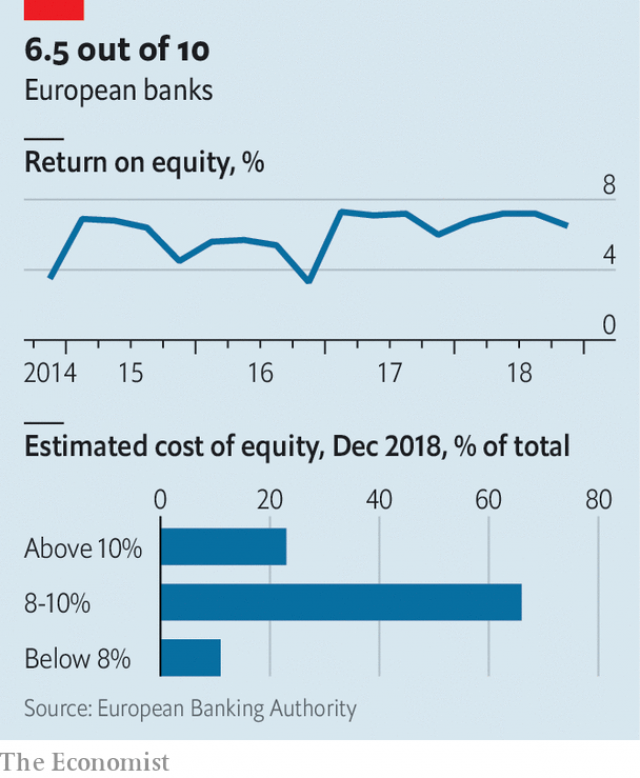 6.5 out of 10
European banks
Return on equity, %
8
4
0
2014 15 16 17 18
Estimated cost of equity, Dec 2018, % of total
0 20 40 60 80
Above 10%
8-10%
Below 8%
Source: European Banking Authority
The Economist